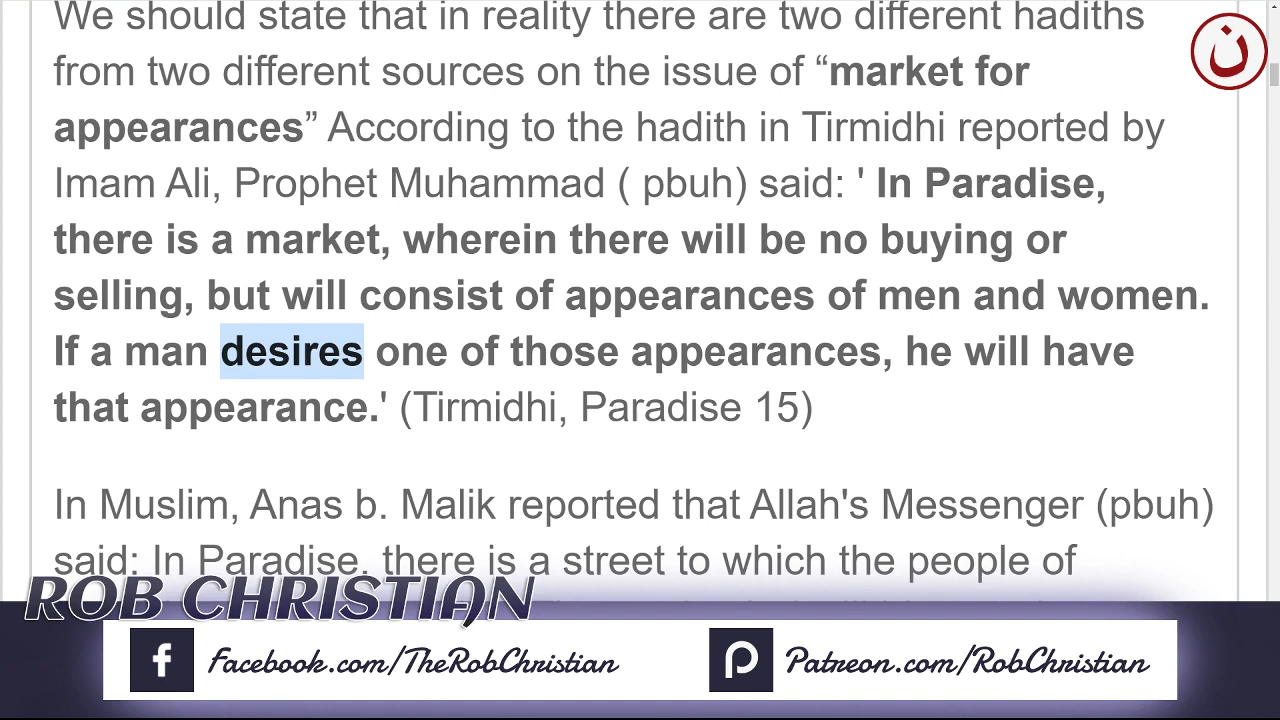 We should state that in reality there are two different hadiths
from two different sources on the issue of “market for
appearances” According to the hadith in Tirmidhi reported by
Imam Ali, Prophet Muhammad ( pbuh) said: ' In Paradise,
there is a market, wherein there will be no buying or
selling, but will consist of appearances of men and women.
If a man desires one of those appearances, he will have
that appearance.' (Tirmidhi, Paradise 15)
In Muslim, Anas b. Malik reported that Allah's Messenger (pbuh)
said: In Paradise, there is a street to which the people of
ن
ROB CHRISTIAN
Facebook.com/TheRobChristian
Patreon.com/RobChristian